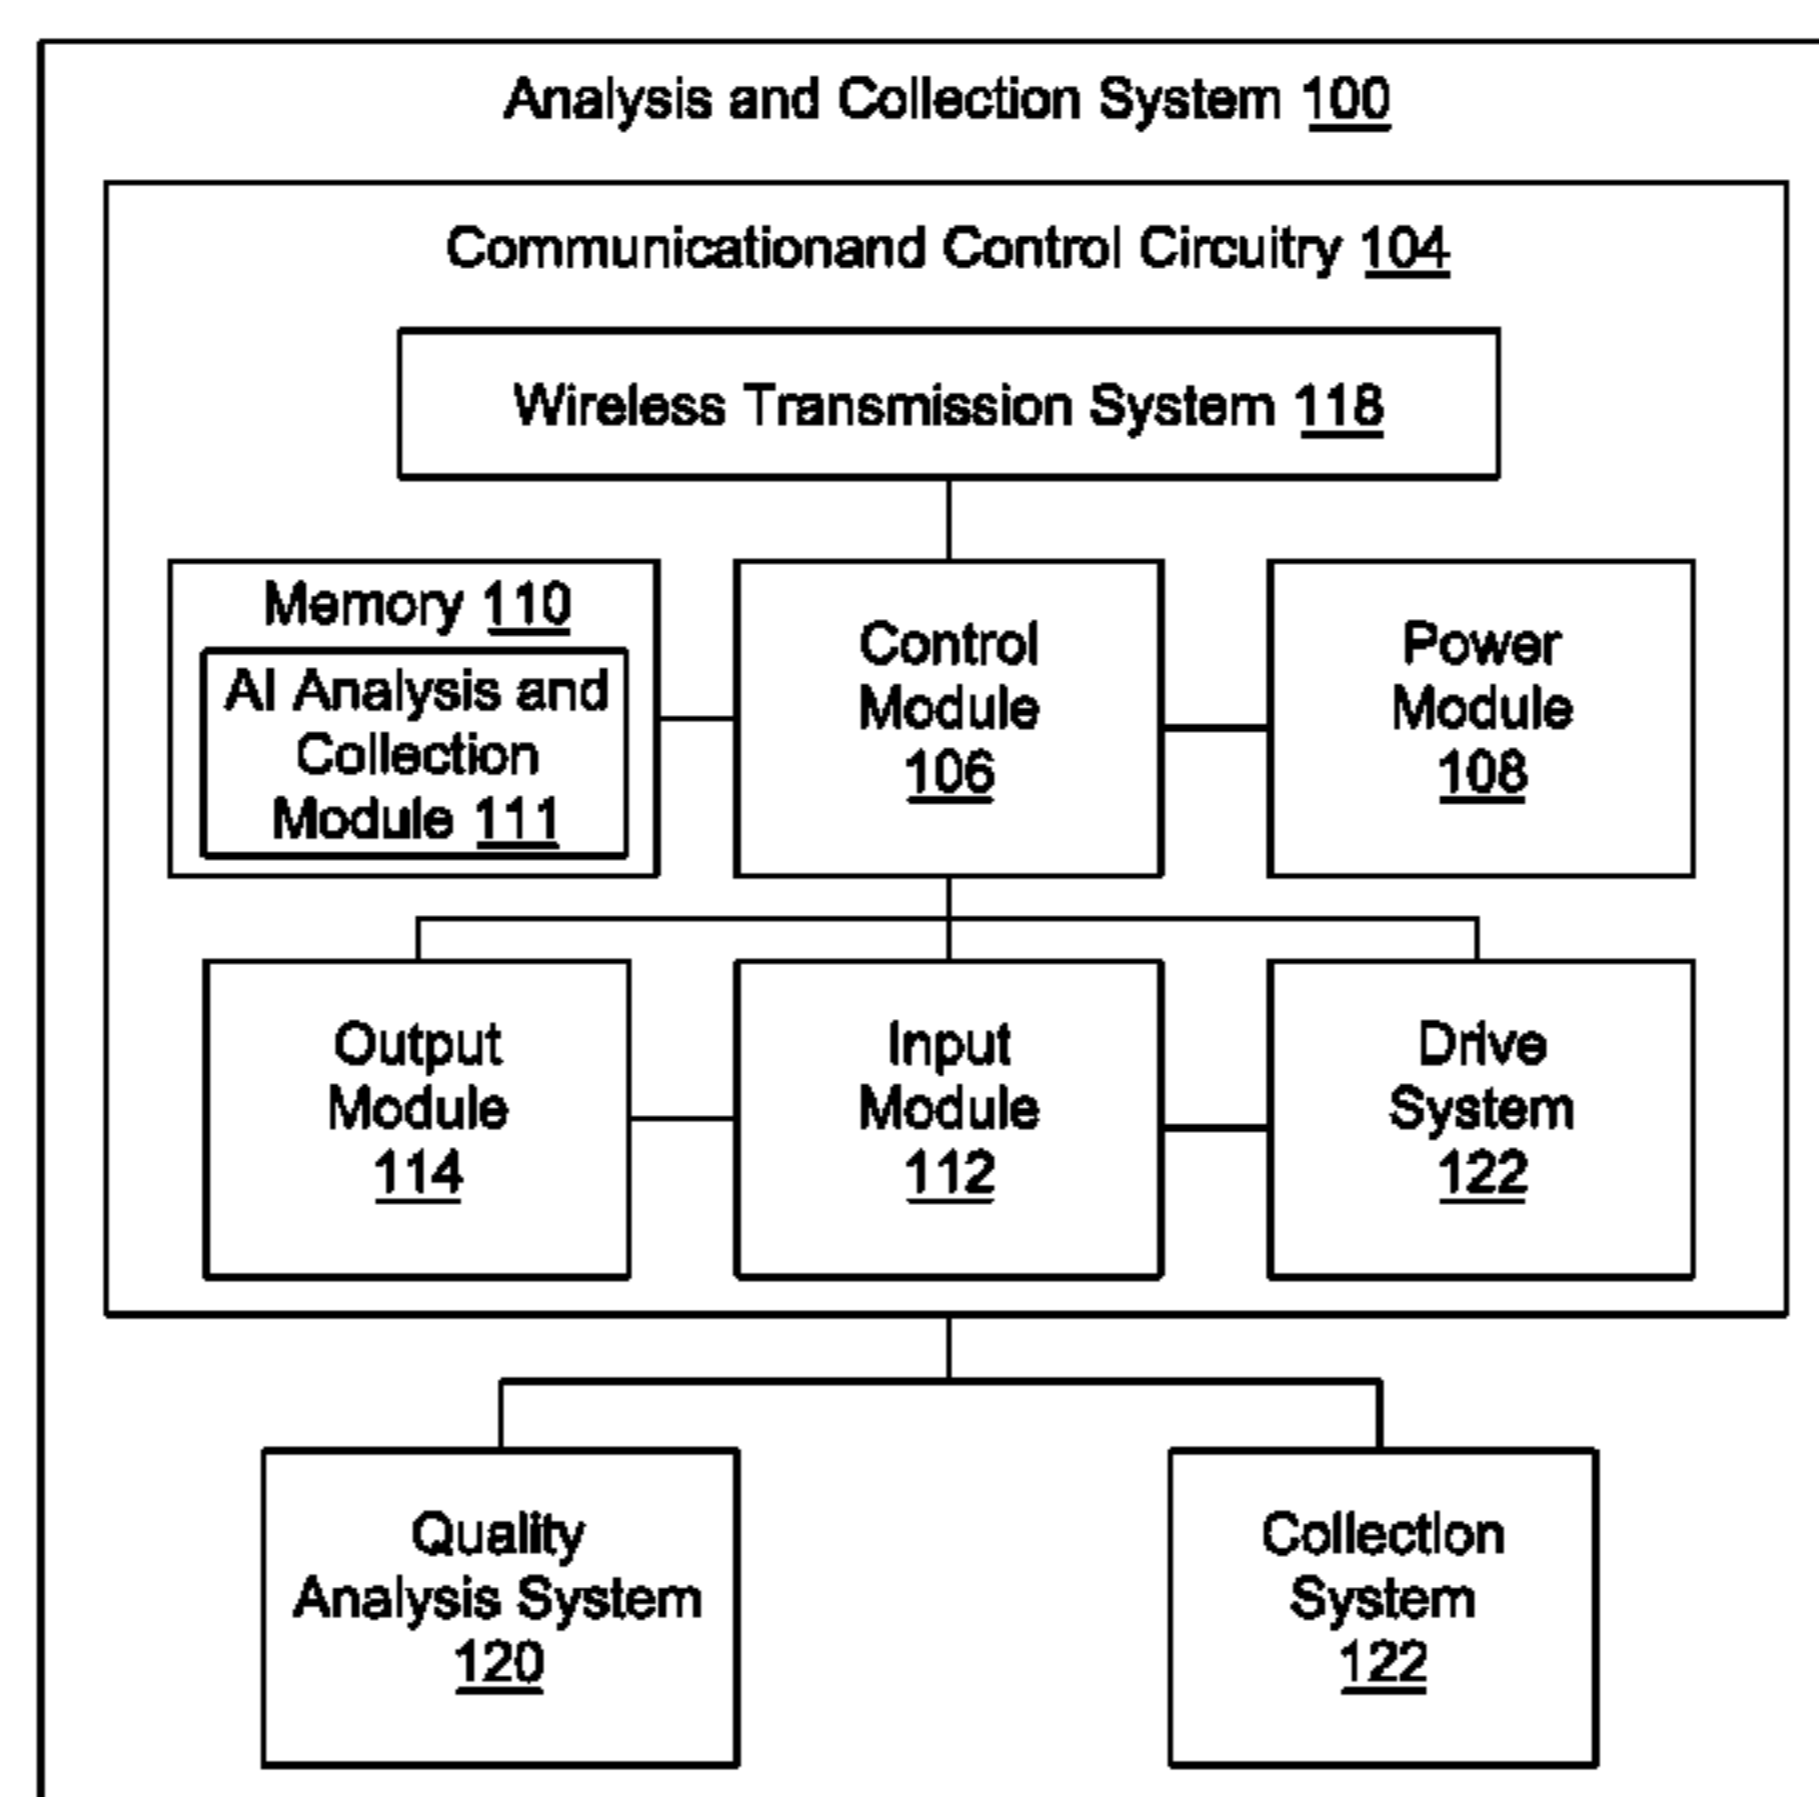 Analysis and Collection System 100
Communicationand Control Circuitry 104
Wireless Transmission System 118
Memory 110
AI Analysis and
Collection
Module 111
Control
Module
106
Power
Module
108
Output
Module
114
Input
Module
112
Drive
System
122
Quality
Analysis System
120
Collection
System
122